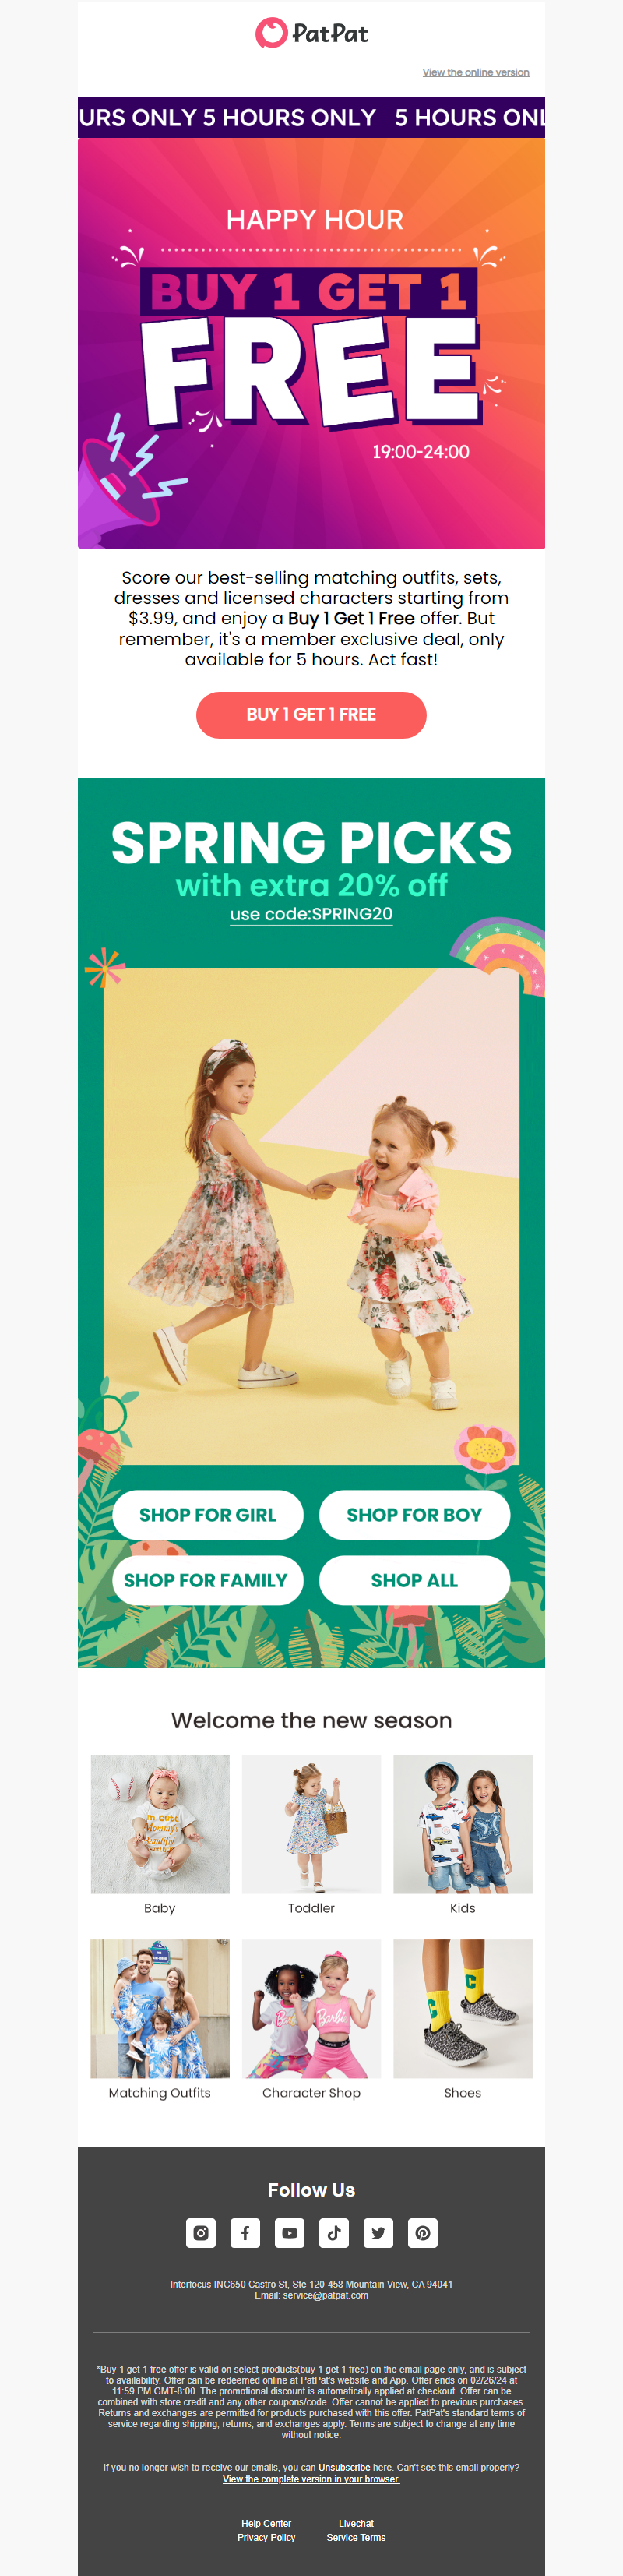 PatPat
View the online version
URS ONLY 5 HOURS ONLY 5 HOURS ONL
HAPPY HOUR
BUY 1 GET 1
FREE
19:00-24:00
Score our best-selling matching outfits, sets,
dresses and licensed characters starting from
$3.99, and enjoy a Buy 1 Get 1 Free offer. But
remember, it's a member exclusive deal, only
available for 5 hours. Act fast!
BUY 1 GET 1 FREE
SPRING PICKS
with extra 20% off
use code:SPRING20
SHOP FOR GIRL
SHOP FOR BOY
SHOP FOR FAMILY
SHOP ALL
Welcome the new season
Baby
Toddler
Kids
Barbie
Matching Outfits
Character Shop
Shoes
Follow Us
Interfocus INC650 Castro St, Ste 120-458 Mountain View, CA 94041
Email: service@patpat.com
*Buy 1 get 1 free offer is valid on select products(buy 1 get 1 free) on the email page only, and is subject
to availability. Offer can be redeemed online at PatPat's website and App. Offer ends on 02/26/24 at
11:59 PM GMT-8:00. The promotional discount is automatically applied at checkout. Offer can be
combined with store credit and any other coupons/code. Offer cannot be applied to previous purchases.
Returns and exchanges are permitted for products purchased with this offer. PatPat's standard terms of
service regarding shipping, returns, and exchanges apply. Terms are subject to change at any time
without notice.
If you no longer wish to receive our emails, you can Unsubscribe here. Can't see this email properly?
View the complete version in your browser.
Help Center
Livechat
Privacy Policy
Service Terms